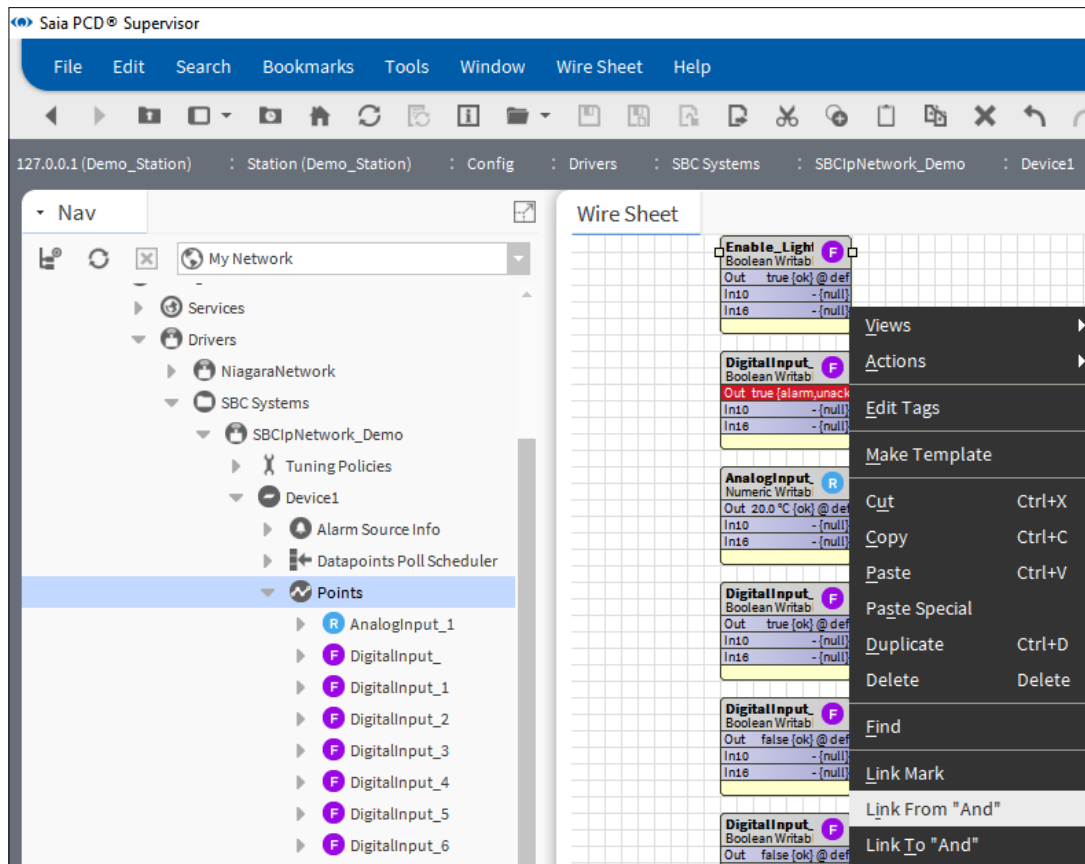 Saia PCD® Supervisor
File Edit Search Bookmarks Tools Window Wire Sheet Help
127.0.0.1 (Demo_Station) : Station (Demo_Station) : Config : Drivers : SBC Systems : SBCIpNetwork_Demo : Device1
Nav
My Network
Services
Drivers
NiagaraNetwork
SBC Systems
SBCIpNetwork_Demo
Tuning Policies
Device1
Alarm Source Info
Datapoints Poll Scheduler
Points
R AnalogInput_1
F DigitalInput_
F DigitalInput_1
F DigitalInput_2
F DigitalInput_3
F DigitalInput_4
F DigitalInput_5
F DigitalInput_6
Wire Sheet
Enable_Light F
Boolean Writabl
Out true {ok} @ def
In10 - {null}
In16 - {null}
DigitalInput_ F
Boolean Writabl
Out true {alarm,unack
In10 - {null}
In16 - {null}
AnalogInput_ R
Numeric Writabl
Out 20.0 °C {ok} @ def
In10 - {null}
In16 - {null}
DigitalInput_ F
Boolean Writabl
Out true {ok} @ def
In10 - {null}
In16 - {null}
DigitalInput_ F
Boolean Writabl
Out false {ok} @ def
In10 - {null}
In16 - {null}
DigitalInput_ F
Boolean Writabl
Out false {ok} @ def
Views
Actions
Edit Tags
Make Template
Cut Ctrl+X
Copy Ctrl+C
Paste Ctrl+V
Paste Special
Duplicate Ctrl+D
Delete Delete
Find
Link Mark
Link From "And"
Link To "And"